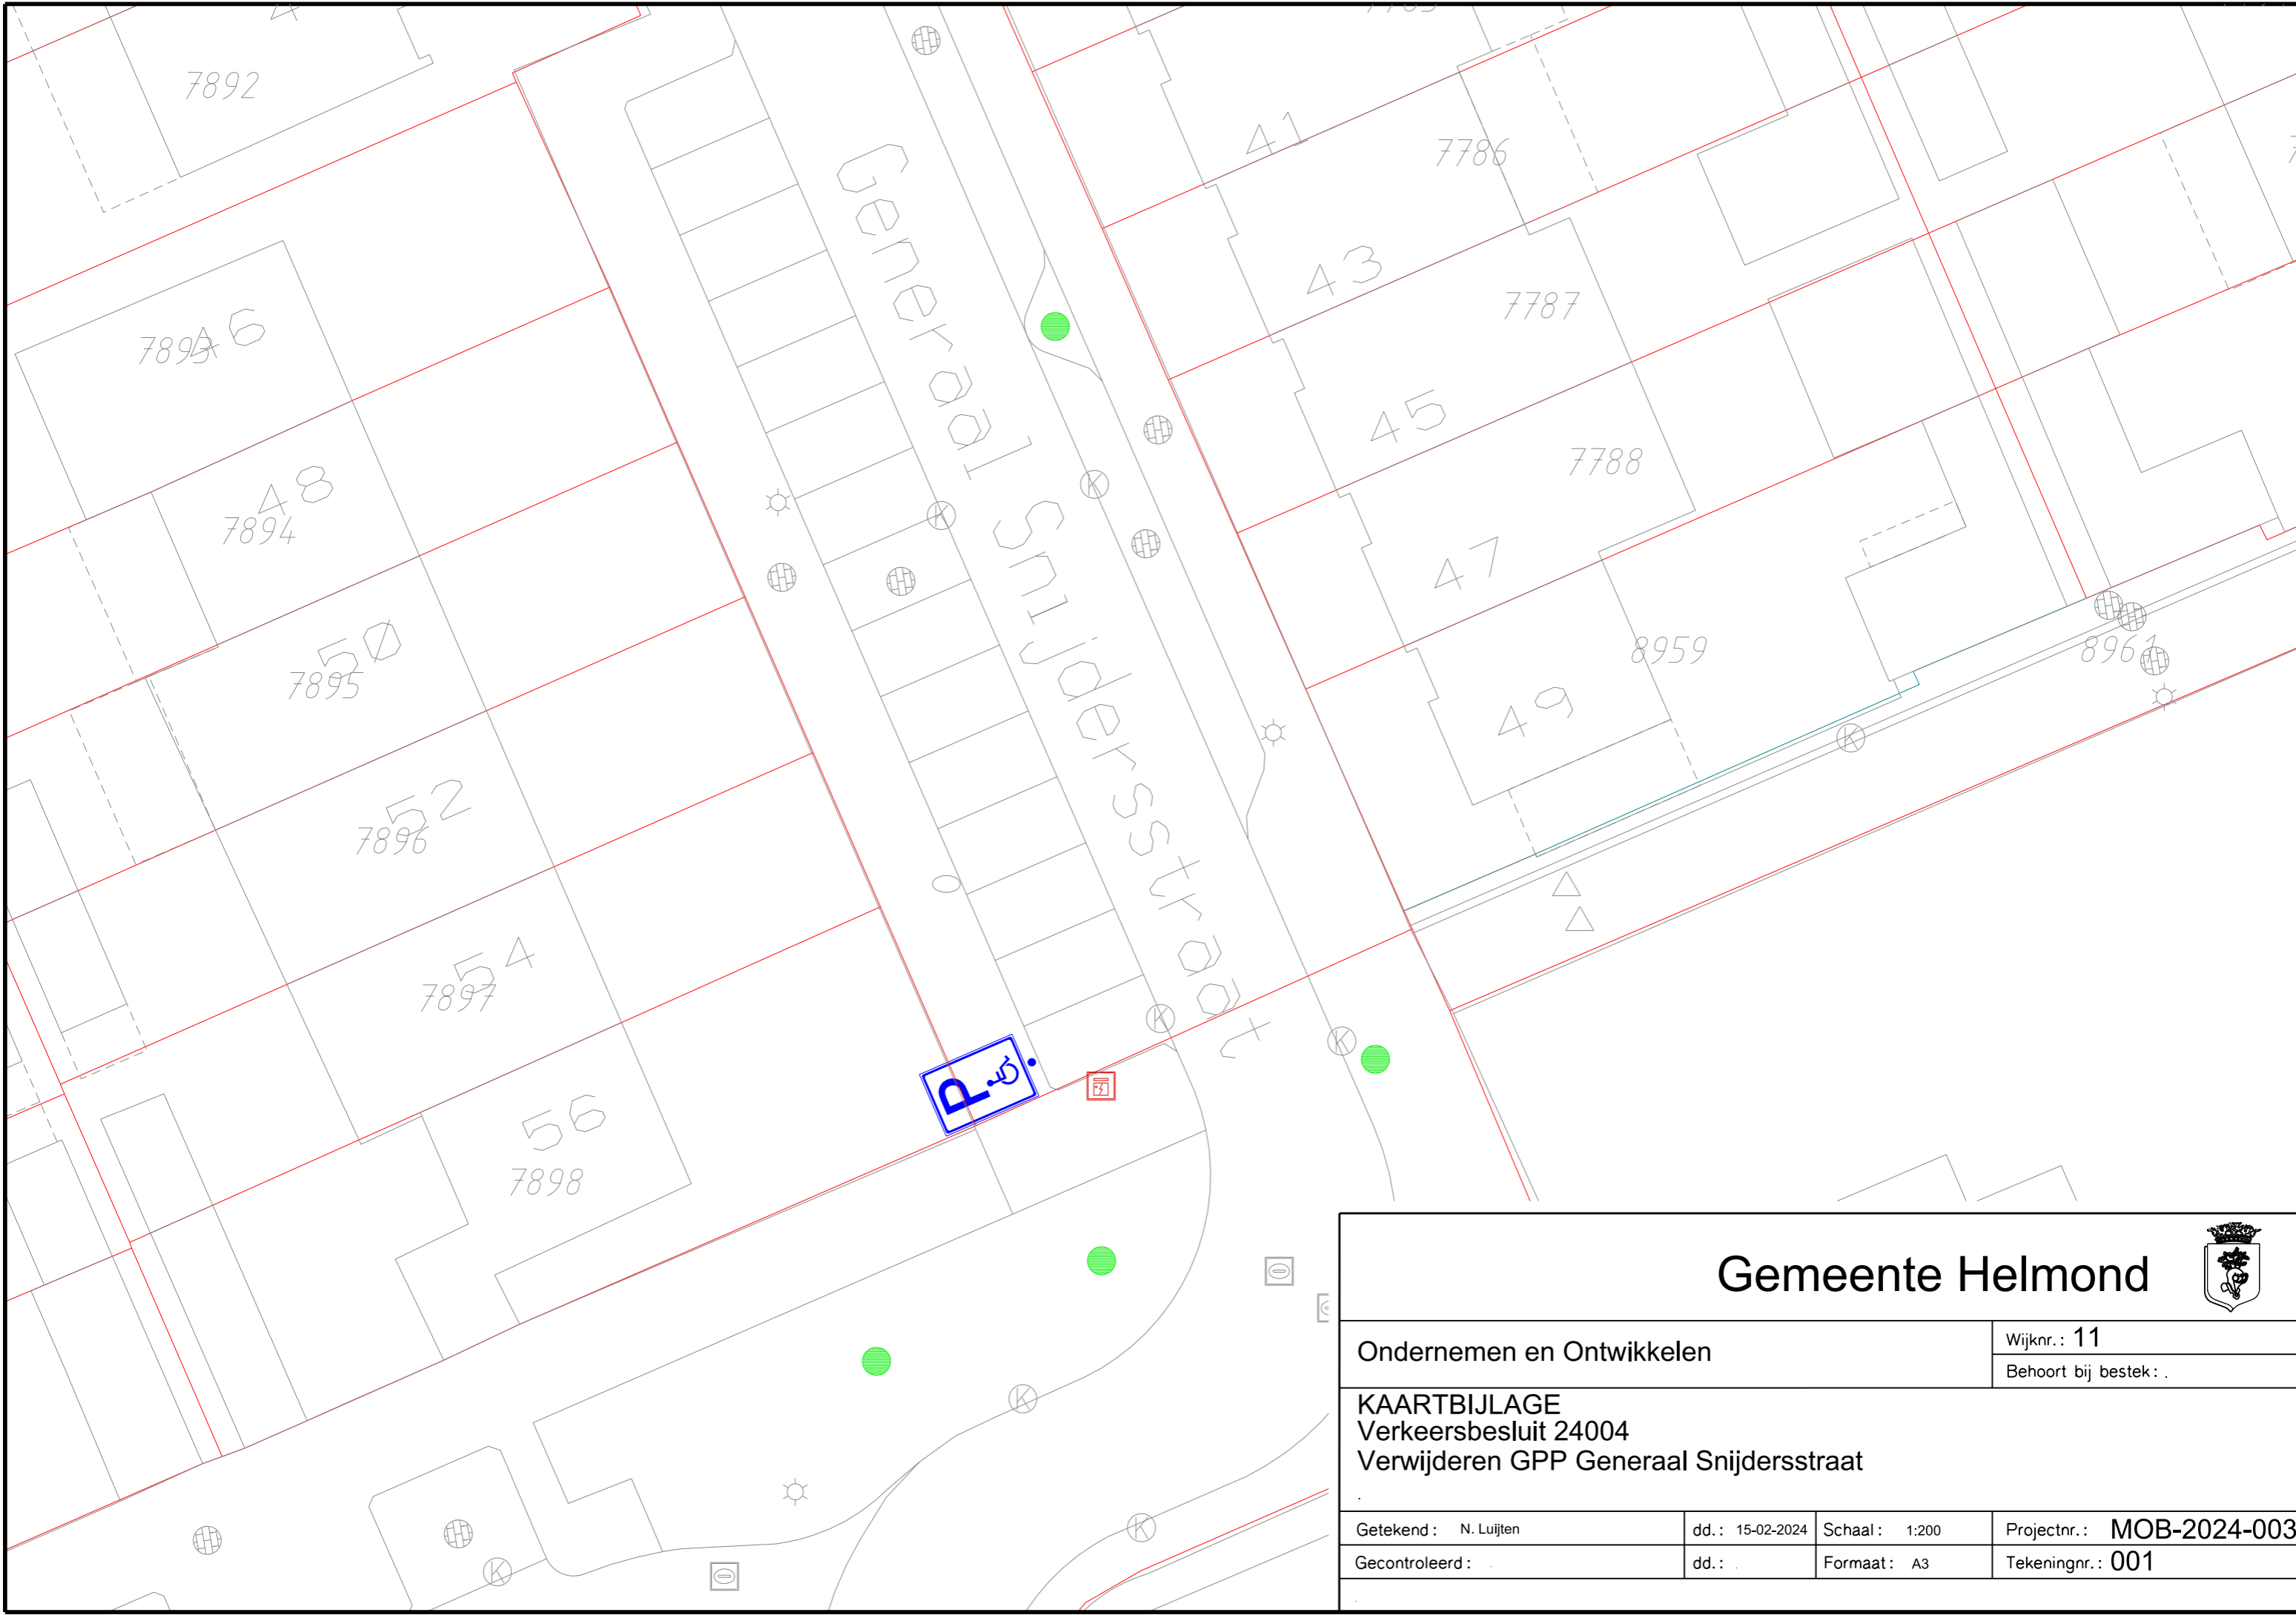 7892
7893
46
48
7894
50
7895
52
7896
54
7897
56
7898
Generaal Snijdersstraat
41
7786
43
7787
45
7788
47
8959
49
8961
K
K
K
K
K
K
K
K
P
Gemeente Helmond
Ondernemen en Ontwikkelen
Wijknr.: 11
Behoort bij bestek: .
KAARTBIJLAGE
Verkeersbesluit 24004
Verwijderen GPP Generaal Snijdersstraat
.
Getekend: N. Luijten dd.: 15-02-2024 Schaal: 1:200 Projectnr.: MOB-2024-003
Gecontroleerd: . dd.: . Formaat: A3 Tekeningnr.: 001